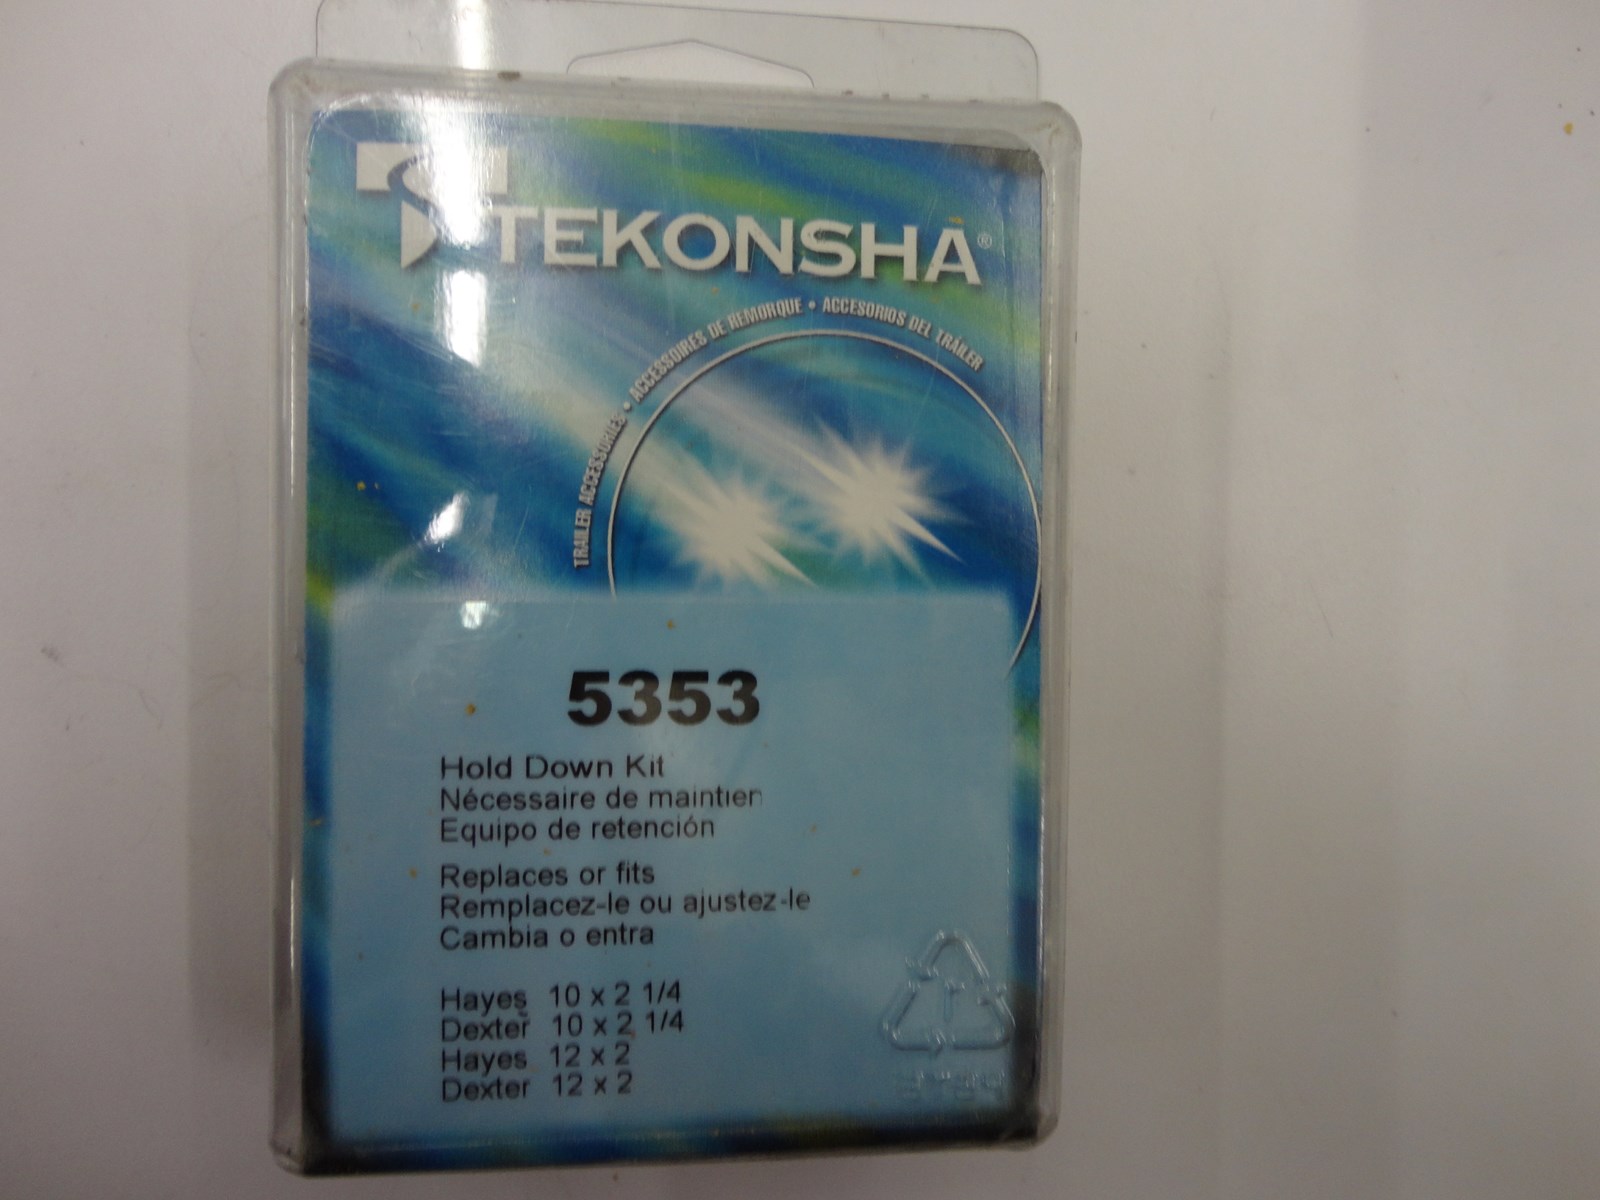 TEKONSHA®
TRAILER ACCESSORIES • ACCESSOIRES DE REMORQUE • ACCESORIOS DEL TRÁILER
5353
Hold Down Kit
Nécessaire de maintien
Equipo de retención
Replaces or fits
Remplacez-le ou ajustez-le
Cambia o entra
Hayes 10 x 2 1/4
Dexter 10 x 2 1/4
Hayes 12 x 2
Dexter 12 x 2
1